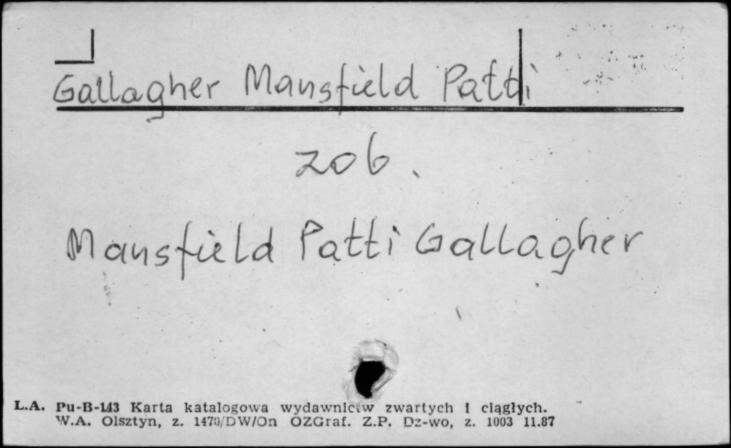 Gallagher Mansfield Patti
zob.
Mansfield Patti Gallagher
L.A. Pu-B-143 Karta katalogowa wydawnictw zwartych i ciągłych.
W.A. Olsztyn, z. 1470/DW/On OZGraf. Z.P. Dz-wo, z. 1003 11.87